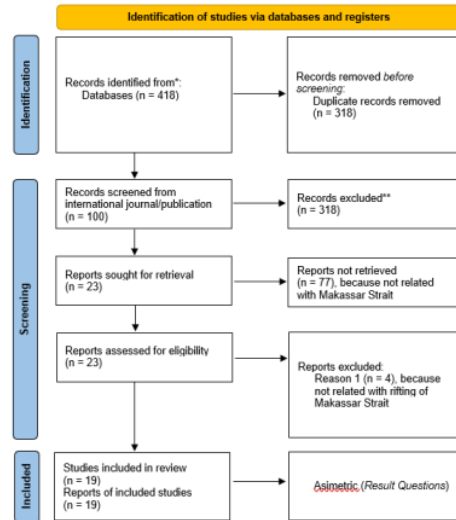 Identification of studies via databases and registers
Identification
Records identified from*:
Databases (n = 418)
Records removed before
screening:
Duplicate records removed
(n = 318)
Screening
Records screened from
international journal/publication
(n = 100)
Records excluded**
(n = 318)
Reports sought for retrieval
(n = 23)
Reports not retrieved
(n = 77), because not related
with Makassar Strait
Reports assessed for eligibility
(n = 23)
Reports excluded:
Reason 1 (n = 4), because
not related with rifting of
Makassar Strait
Included
Studies included in review
(n = 19)
Reports of included studies
(n = 19)
Asimetric (Result Questions)